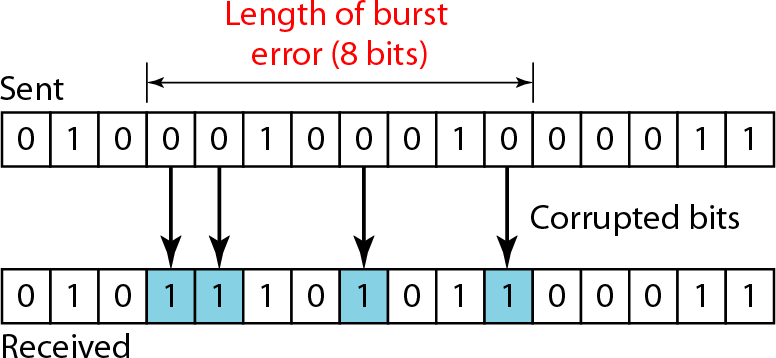 Length of burst
error (8 bits)
Sent
0 1 0 0 0 1 0 0 0 1 0 0 0 0 1 1
Corrupted bits
0 1 0 1 1 1 0 1 0 1 1 0 0 0 1 1
Received